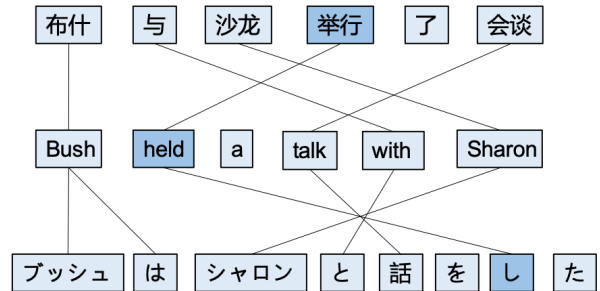 布什 与 沙龙 举行 了 会谈
Bush held a talk with Sharon
ブッシュ は シャロン と 話 を し た